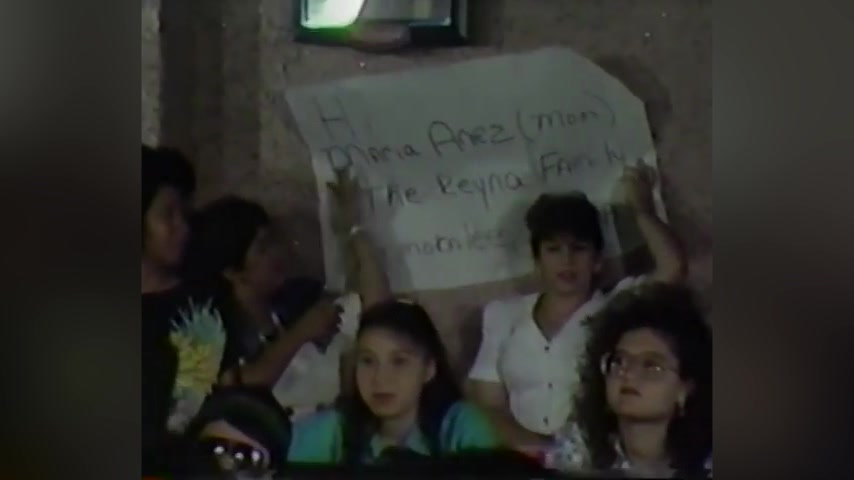 H
Maria Anez (mom)
The Reyna Family